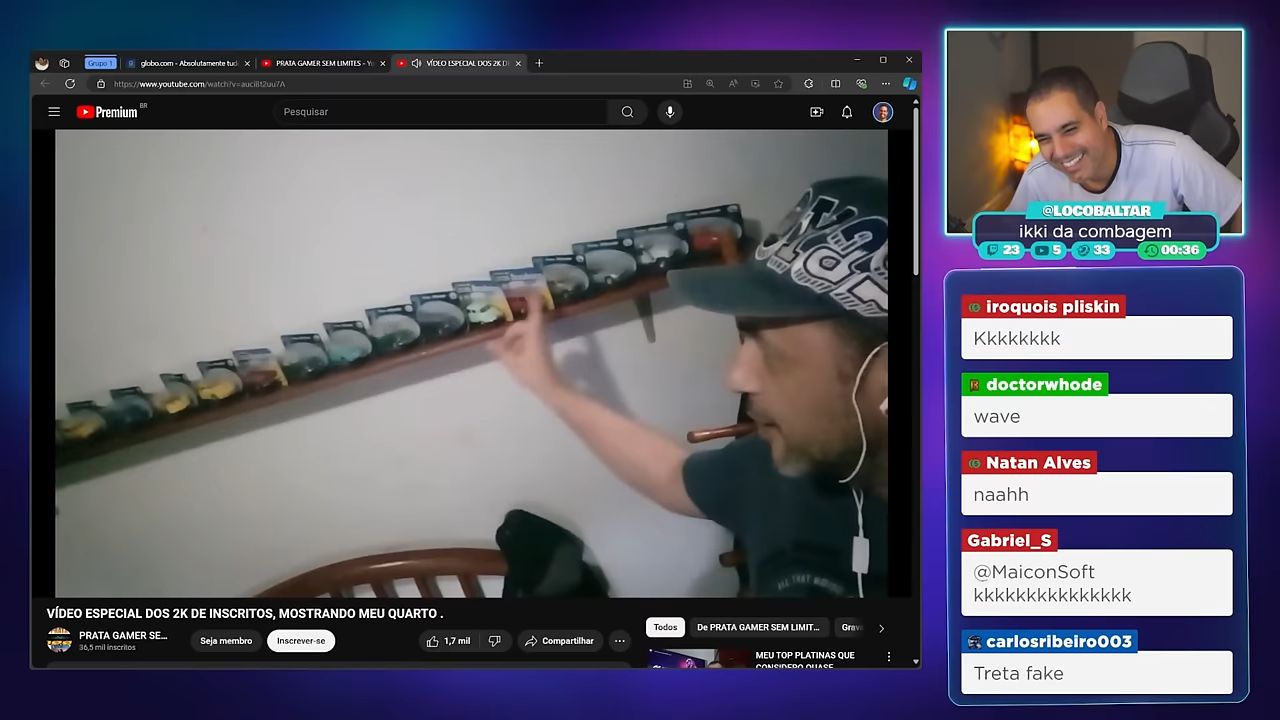 Grupo 1
globo.com - Absolutamente tud
PRATA GAMER SEM LIMITES - Y
VÍDEO ESPECIAL DOS 2K D
https://www.youtube.com/watch?v=auci8t2uu7A
Premium
BR
Pesquisar
VÍDEO ESPECIAL DOS 2K DE INSCRITOS, MOSTRANDO MEU QUARTO .
PRATA GAMER SE...
36,5 mil inscritos
Seja membro
Inscrever-se
1,7 mil
Compartilhar
Todos
De PRATA GAMER SEM LIMIT...
Grav
MEU TOP PLATINAS QUE
CONSIDERO QUASE
@LOCOBALTAR
ikki da combagem
23
5
33
00:36
iroquois pliskin
Kkkkkkkk
doctorwhode
wave
Natan Alves
naahh
Gabriel_S
@MaiconSoft
kkkkkkkkkkkkkk
carlosribeiro003
Treta fake